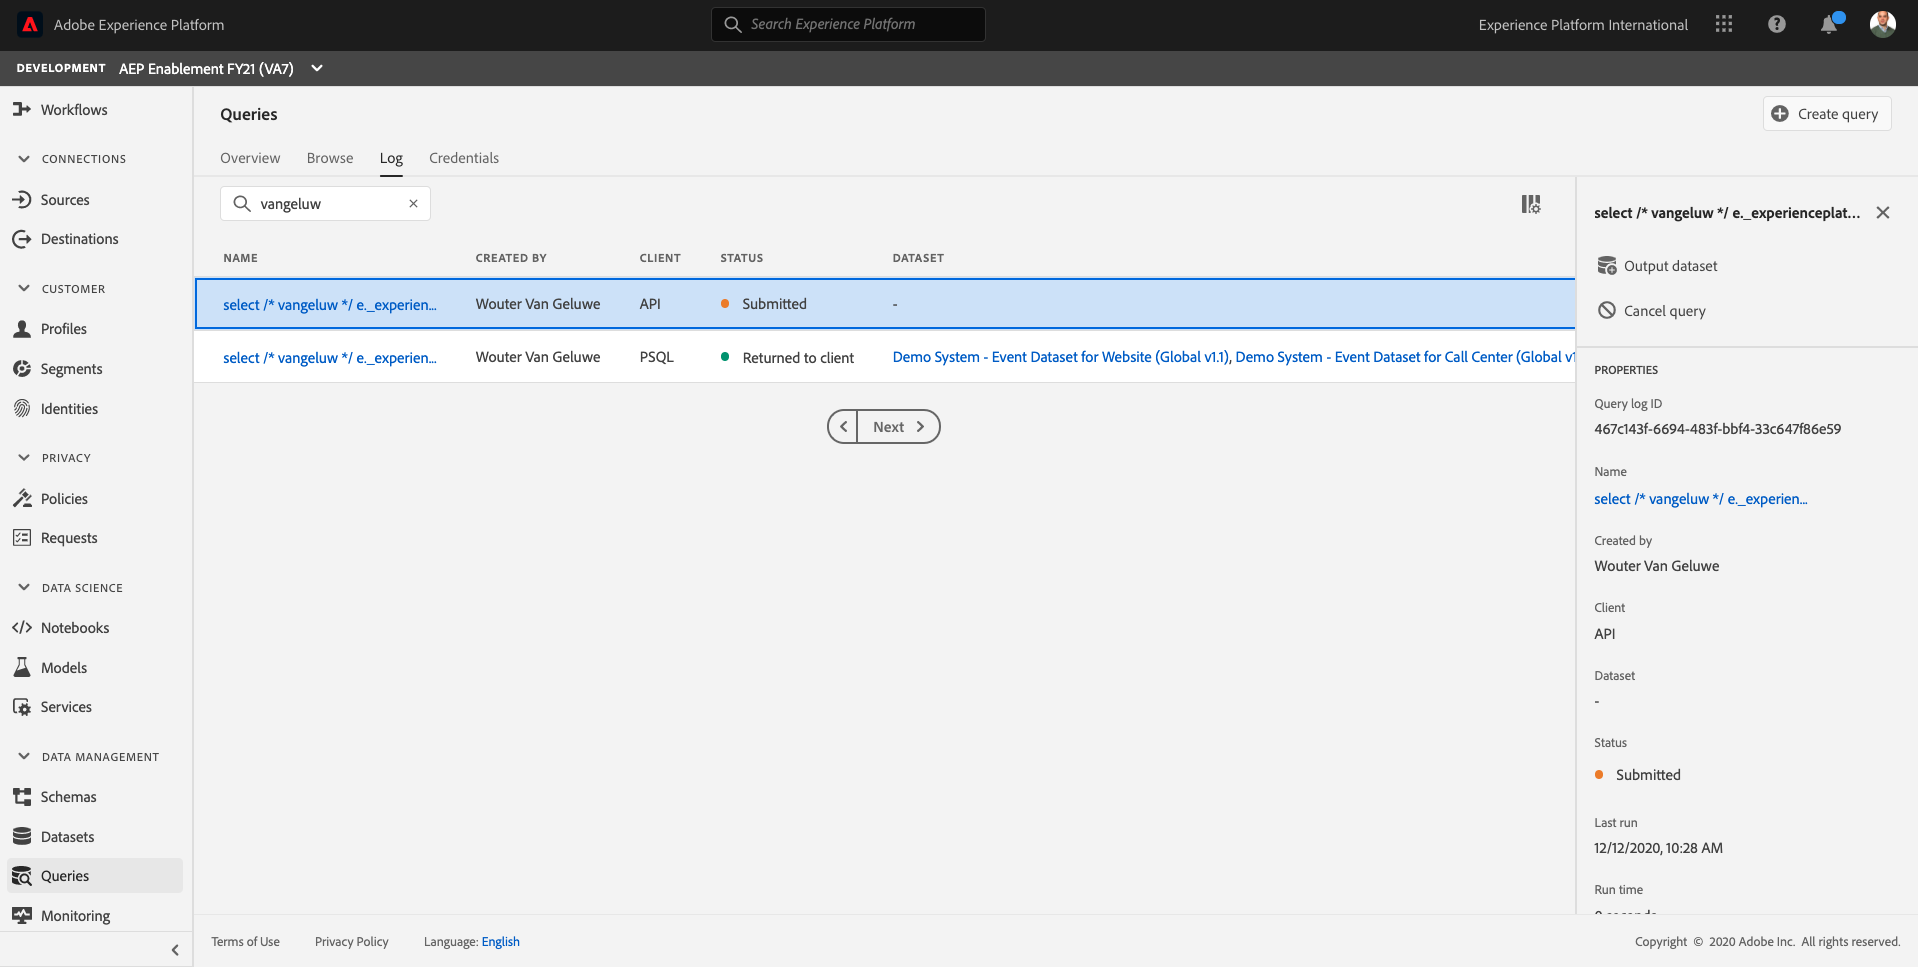 Adobe Experience Platform
Search Experience Platform
Experience Platform International
DEVELOPMENT AEP Enablement FY21 (VA7)
Workflows
CONNECTIONS
Sources
Destinations
CUSTOMER
Profiles
Segments
Identities
PRIVACY
Policies
Requests
DATA SCIENCE
Notebooks
Models
Services
DATA MANAGEMENT
Schemas
Datasets
Queries
Monitoring
Queries
Create query
Overview Browse Log Credentials
vangeluw
NAME CREATED BY CLIENT STATUS DATASET
select /* vangeluw */ e._experien... Wouter Van Geluwe API Submitted -
select /* vangeluw */ e._experien... Wouter Van Geluwe PSQL Returned to client Demo System - Event Dataset for Website (Global v1.1), Demo System - Event Dataset for Call Center (Global v1
Next
select /* vangeluw */ e._experienceplat...
Output dataset
Cancel query
PROPERTIES
Query log ID
467c143f-6694-483f-bbf4-33c647f86e59
Name
select /* vangeluw */ e._experien...
Created by
Wouter Van Geluwe
Client
API
Dataset
-
Status
Submitted
Last run
12/12/2020, 10:28 AM
Run time
Terms of Use Privacy Policy Language: English
Copyright © 2020 Adobe Inc. All rights reserved.